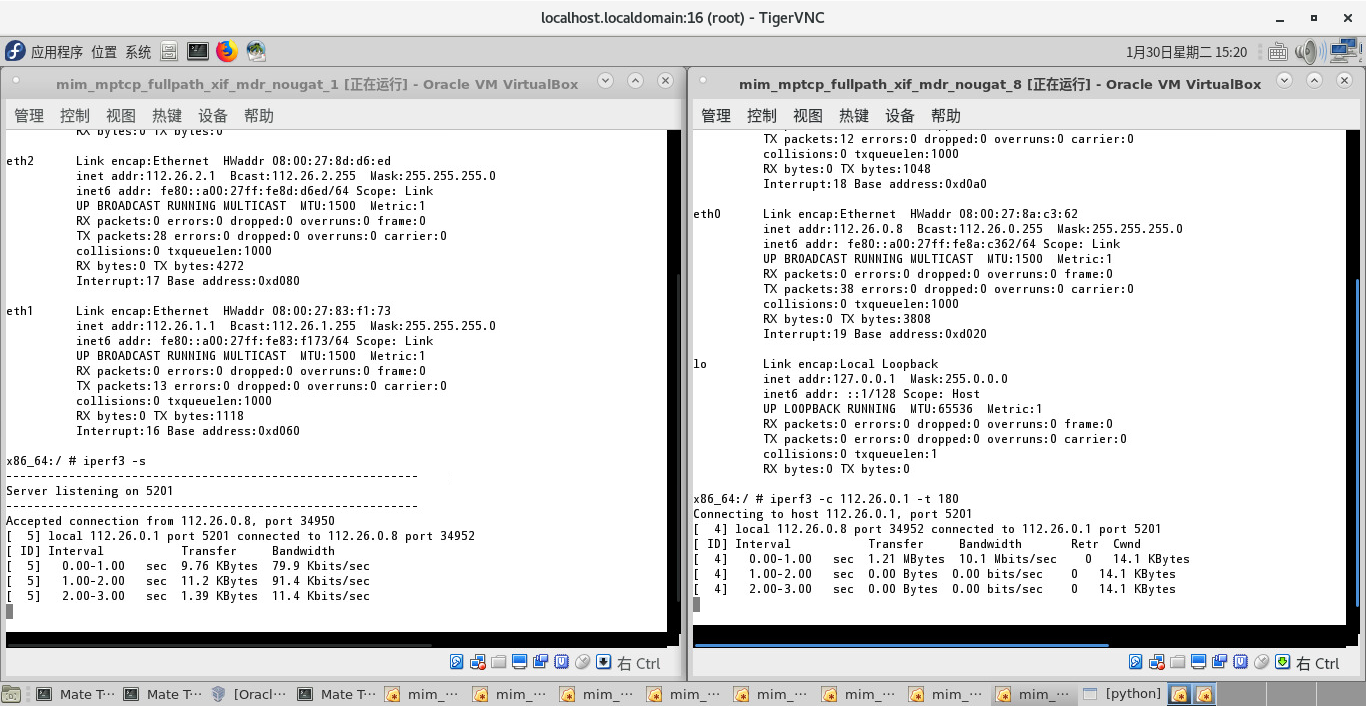 localhost.localdomain:16 (root) - TigerVNC
应用程序 位置 系统
1月30日星期二 15:20
mim_mptcp_fullpath_xif_mdr_nougat_1 [正在运行] - Oracle VM VirtualBox
管理 控制 视图 热键 设备 帮助
RX bytes:0 TX bytes:0
eth2 Link encap:Ethernet HWaddr 08:00:27:8d:d6:ed
inet addr:112.26.2.1 Bcast:112.26.2.255 Mask:255.255.255.0
inet6 addr: fe80::a00:27ff:fe8d:d6ed/64 Scope: Link
UP BROADCAST RUNNING MULTICAST MTU:1500 Metric:1
RX packets:0 errors:0 dropped:0 overruns:0 frame:0
TX packets:28 errors:0 dropped:0 overruns:0 carrier:0
collisions:0 txqueuelen:1000
RX bytes:0 TX bytes:4272
Interrupt:17 Base address:0xd080
eth1 Link encap:Ethernet HWaddr 08:00:27:83:f1:73
inet addr:112.26.1.1 Bcast:112.26.1.255 Mask:255.255.255.0
inet6 addr: fe80::a00:27ff:fe83:f173/64 Scope: Link
UP BROADCAST RUNNING MULTICAST MTU:1500 Metric:1
RX packets:0 errors:0 dropped:0 overruns:0 frame:0
TX packets:13 errors:0 dropped:0 overruns:0 carrier:0
collisions:0 txqueuelen:1000
RX bytes:0 TX bytes:1118
Interrupt:16 Base address:0xd060
x86_64:/ # iperf3 -s
-----------------------------------------------------------
Server listening on 5201
-----------------------------------------------------------
Accepted connection from 112.26.0.8, port 34950
[ 5] local 112.26.0.1 port 5201 connected to 112.26.0.8 port 34952
[ ID] Interval Transfer Bandwidth
[ 5] 0.00-1.00 sec 9.76 KBytes 79.9 Kbits/sec
[ 5] 1.00-2.00 sec 11.2 KBytes 91.4 Kbits/sec
[ 5] 2.00-3.00 sec 1.39 KBytes 11.4 Kbits/sec
右 Ctrl
mim_mptcp_fullpath_xif_mdr_nougat_8 [正在运行] - Oracle VM VirtualBox
管理 控制 视图 热键 设备 帮助
TX packets:12 errors:0 dropped:0 overruns:0 carrier:0
collisions:0 txqueuelen:1000
RX bytes:0 TX bytes:1048
Interrupt:18 Base address:0xd0a0
eth0 Link encap:Ethernet HWaddr 08:00:27:8a:c3:62
inet addr:112.26.0.8 Bcast:112.26.0.255 Mask:255.255.255.0
inet6 addr: fe80::a00:27ff:fe8a:c362/64 Scope: Link
UP BROADCAST RUNNING MULTICAST MTU:1500 Metric:1
RX packets:0 errors:0 dropped:0 overruns:0 frame:0
TX packets:38 errors:0 dropped:0 overruns:0 carrier:0
collisions:0 txqueuelen:1000
RX bytes:0 TX bytes:3808
Interrupt:19 Base address:0xd020
lo Link encap:Local Loopback
inet addr:127.0.0.1 Mask:255.0.0.0
inet6 addr: ::1/128 Scope: Host
UP LOOPBACK RUNNING MTU:65536 Metric:1
RX packets:0 errors:0 dropped:0 overruns:0 frame:0
TX packets:0 errors:0 dropped:0 overruns:0 carrier:0
collisions:0 txqueuelen:1
RX bytes:0 TX bytes:0
x86_64:/ # iperf3 -c 112.26.0.1 -t 180
Connecting to host 112.26.0.1, port 5201
[ 4] local 112.26.0.8 port 34952 connected to 112.26.0.1 port 5201
[ ID] Interval Transfer Bandwidth Retr Cwnd
[ 4] 0.00-1.00 sec 1.21 MBytes 10.1 Mbits/sec 0 14.1 KBytes
[ 4] 1.00-2.00 sec 0.00 Bytes 0.00 bits/sec 0 14.1 KBytes
[ 4] 2.00-3.00 sec 0.00 Bytes 0.00 bits/sec 0 14.1 KBytes
右 Ctrl
Mate T⋯ Mate T⋯ [Oracl⋯ Mate T⋯ mim_⋯ mim_⋯ mim_⋯ mim_⋯ mim_⋯ mim_⋯ mim_⋯ mim_⋯ [python]